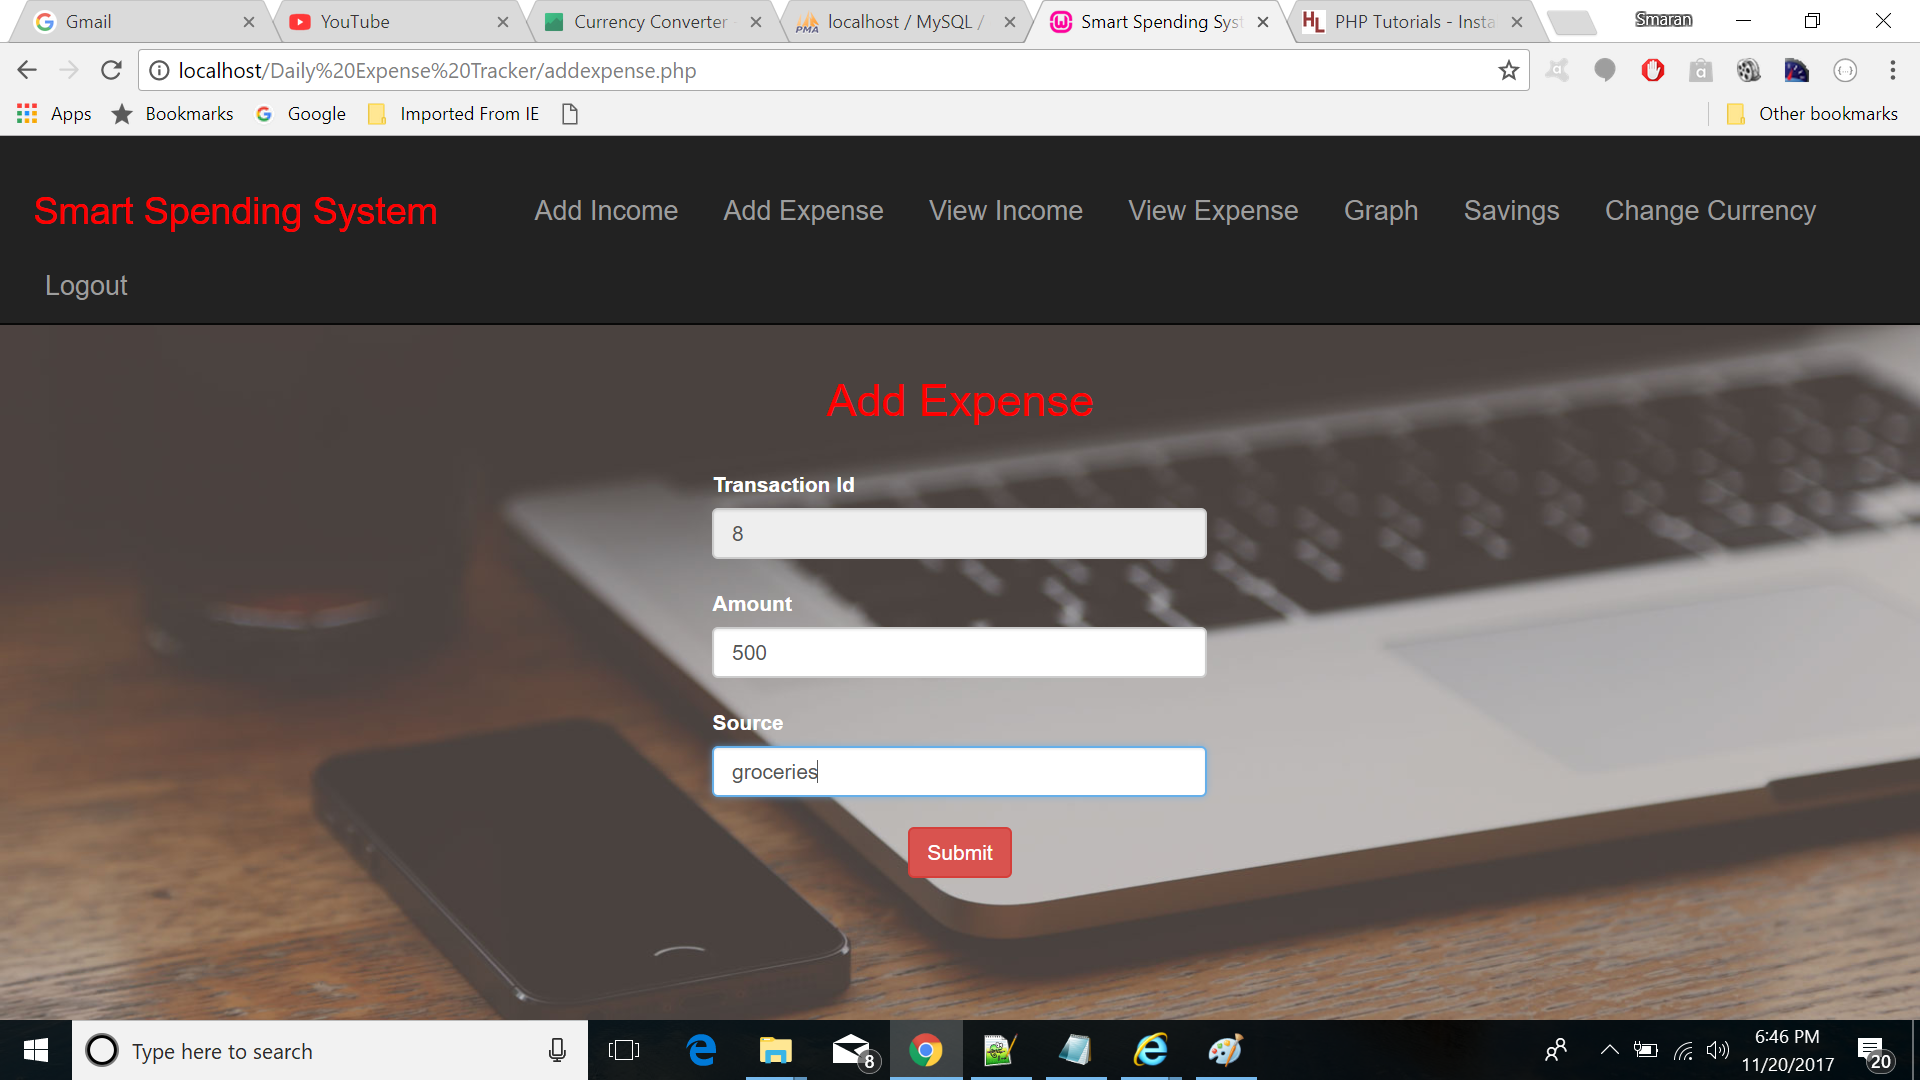 Gmail
YouTube
Currency Converter
localhost / MySQL /
Smart Spending Syst
PHP Tutorials - Insta
Smaran
localhost/Daily%20Expense%20Tracker/addexpense.php
Apps
Bookmarks
Google
Imported From IE
Other bookmarks
Smart Spending System
Add Income
Add Expense
View Income
View Expense
Graph
Savings
Change Currency
Logout
Add Expense
Transaction Id
8
Amount
500
Source
groceries
Submit
Type here to search
8
6:46 PM
11/20/2017
20